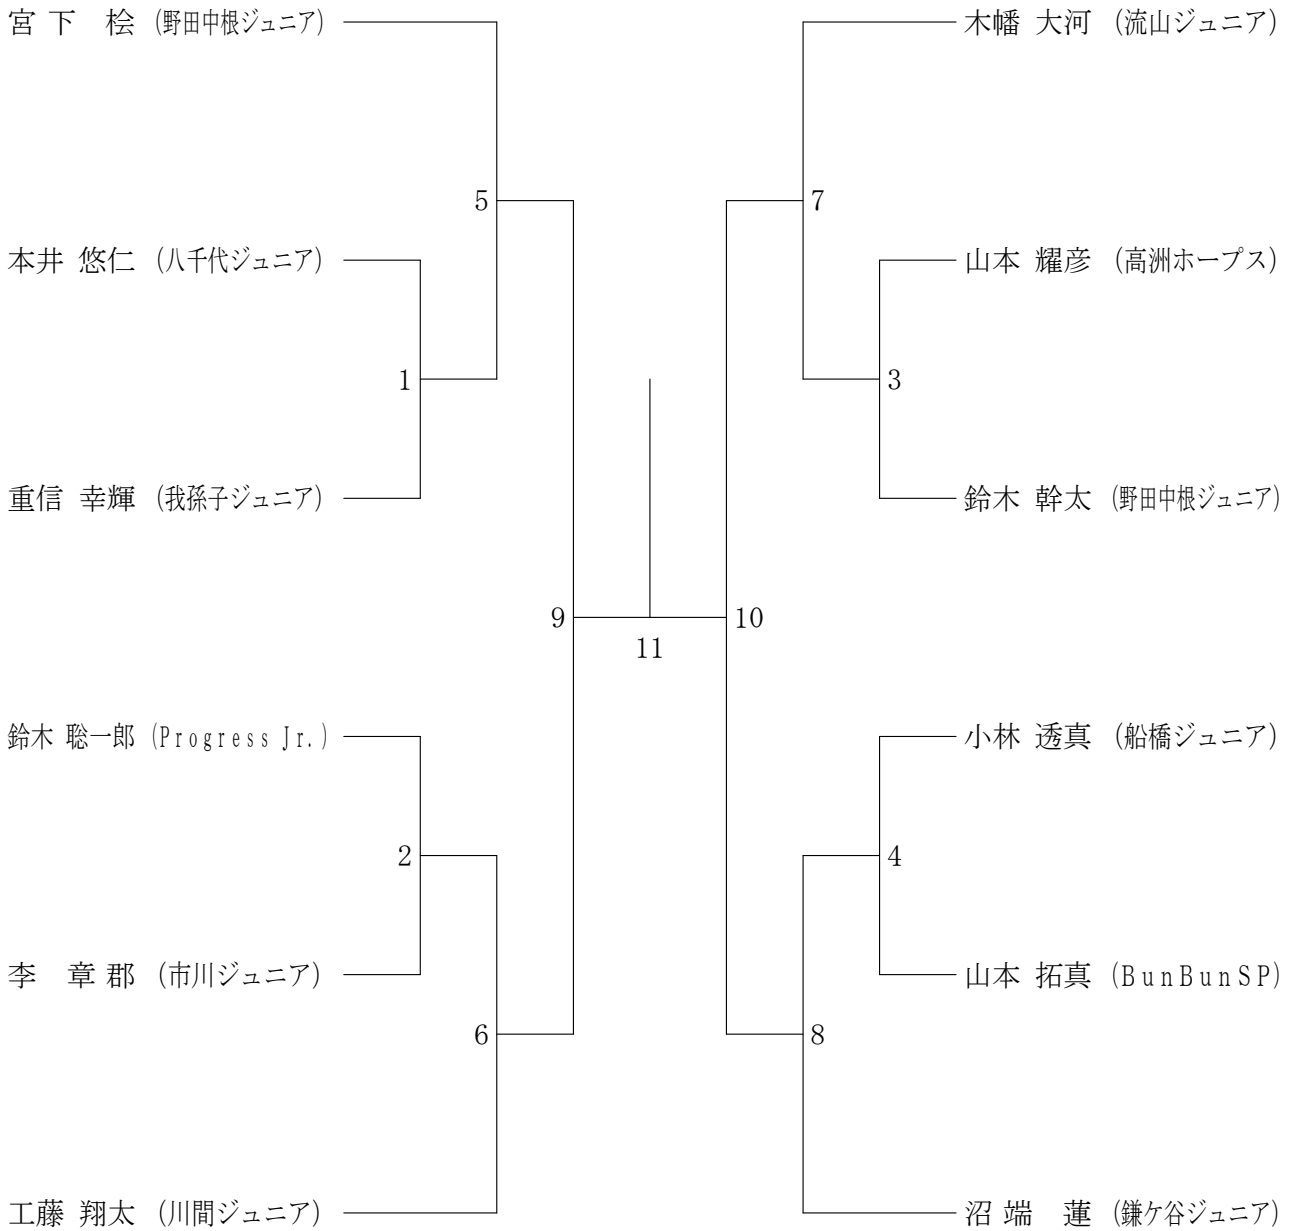 宮 下　桧 (野田中根ジュニア)
木幡 大河 (流山ジュニア)
5
7
本井 悠仁 (八千代ジュニア)
山本 耀彦 (高洲ホープス)
1
3
重信 幸輝 (我孫子ジュニア)
鈴木 幹太 (野田中根ジュニア)
9
10
11
鈴木 聡一郎 (Progress Jr.)
小林 透真 (船橋ジュニア)
2
4
李　章 郡 (市川ジュニア)
山本 拓真 (BunBunSP)
6
8
工藤 翔太 (川間ジュニア)
沼 端　蓮 (鎌ケ谷ジュニア)